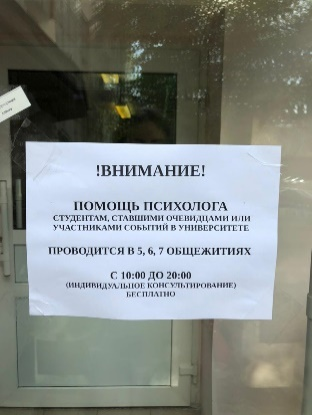 !ВНИМАНИЕ!
ПОМОЩЬ ПСИХОЛОГА
СТУДЕНТАМ, СТАВШИМИ ОЧЕВИДЦАМИ ИЛИ
УЧАСТНИКАМИ СОБЫТИЙ В УНИВЕРСИТЕТЕ
ПРОВОДИТСЯ В 5, 6, 7 ОБЩЕЖИТИЯХ
С 10:00 ДО 20:00
(ИНДИВИДУАЛЬНОЕ КОНСУЛЬТИРОВАНИЕ)
БЕСПЛАТНО